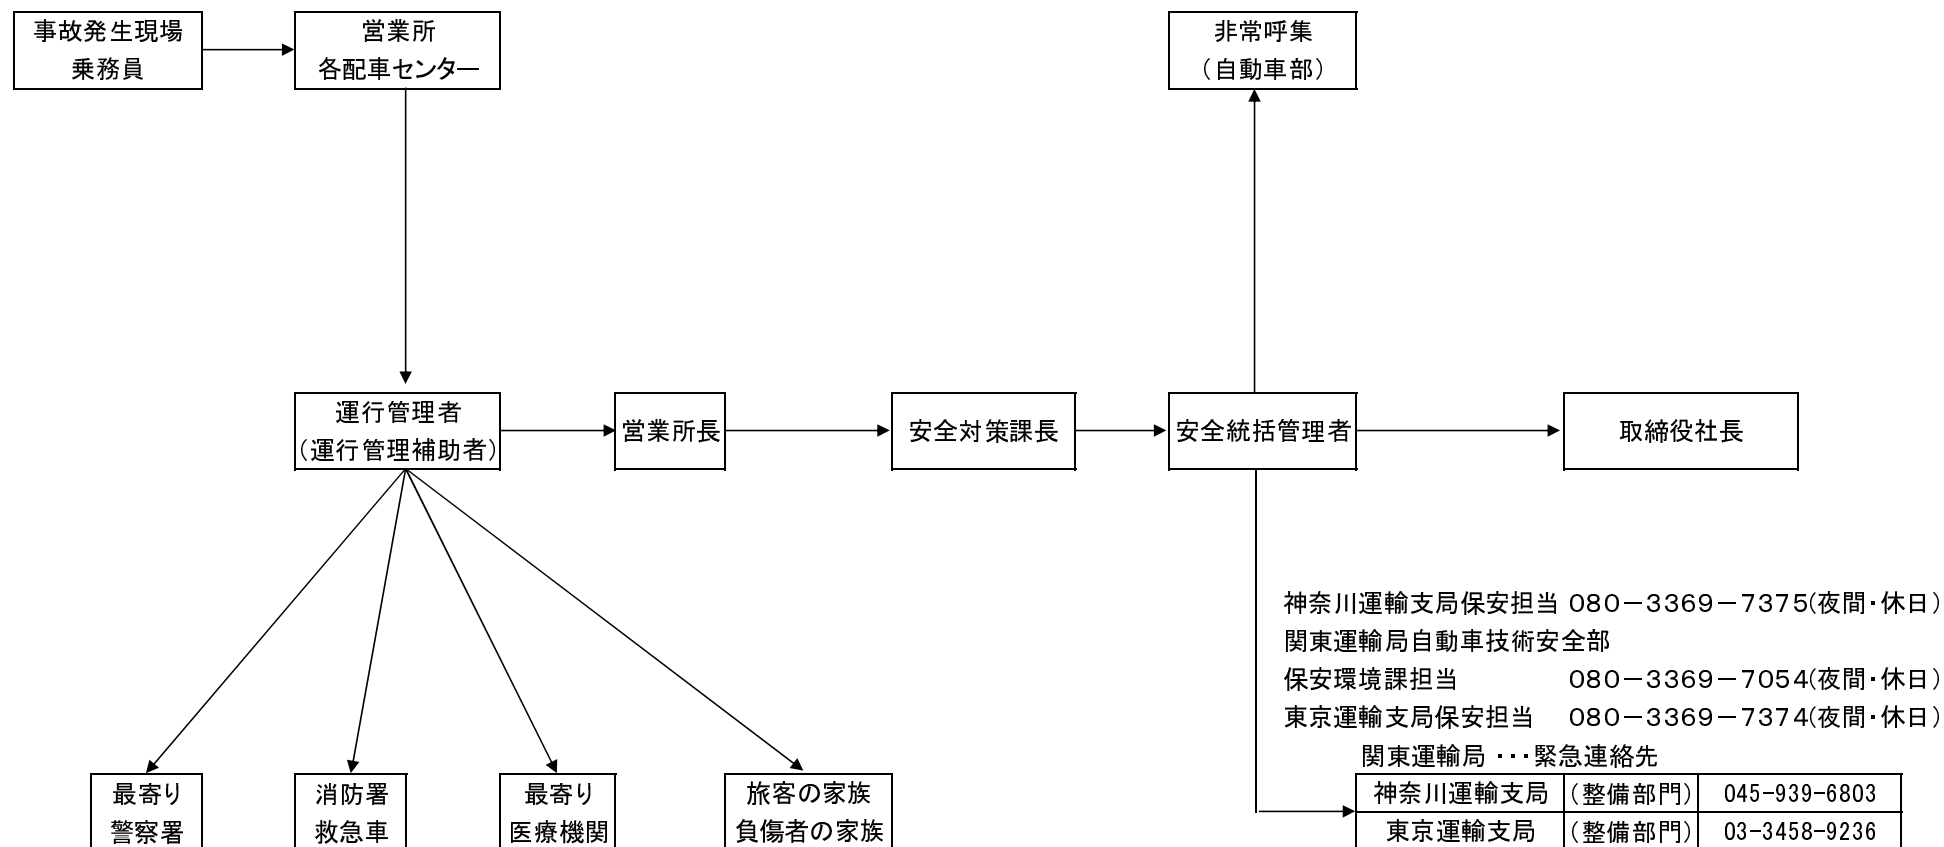 事故発生現場
乗務員
営業所
各配車センター
非常呼集
（自動車部）
運行管理者
（運行管理補助者）
営業所長
安全対策課長
安全統括管理者
取締役社長
神奈川運輸支局保安担当 ０８０－３３６９－７３７５(夜間・休日）
関東運輸局自動車技術安全部
保安環境課担当 ０８０－３３６９－７０５４(夜間・休日）
東京運輸支局保安担当 ０８０－３３６９－７３７４(夜間・休日）
関東運輸局・・・緊急連絡先
神奈川運輸支局 （整備部門） 045-939-6803
東京運輸支局 （整備部門） 03-3458-9236
最寄り
警察署
消防署
救急車
最寄り
医療機関
旅客の家族
負傷者の家族